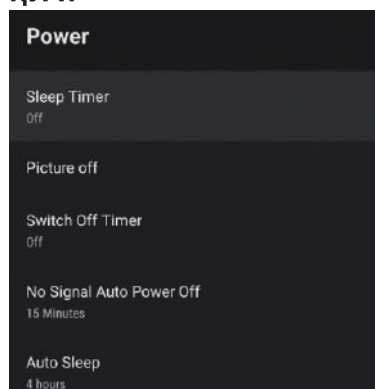 Power
Sleep Timer
Off
Picture off
Switch Off Timer
Off
No Signal Auto Power Off
15 Minutes
Auto Sleep
4 hours